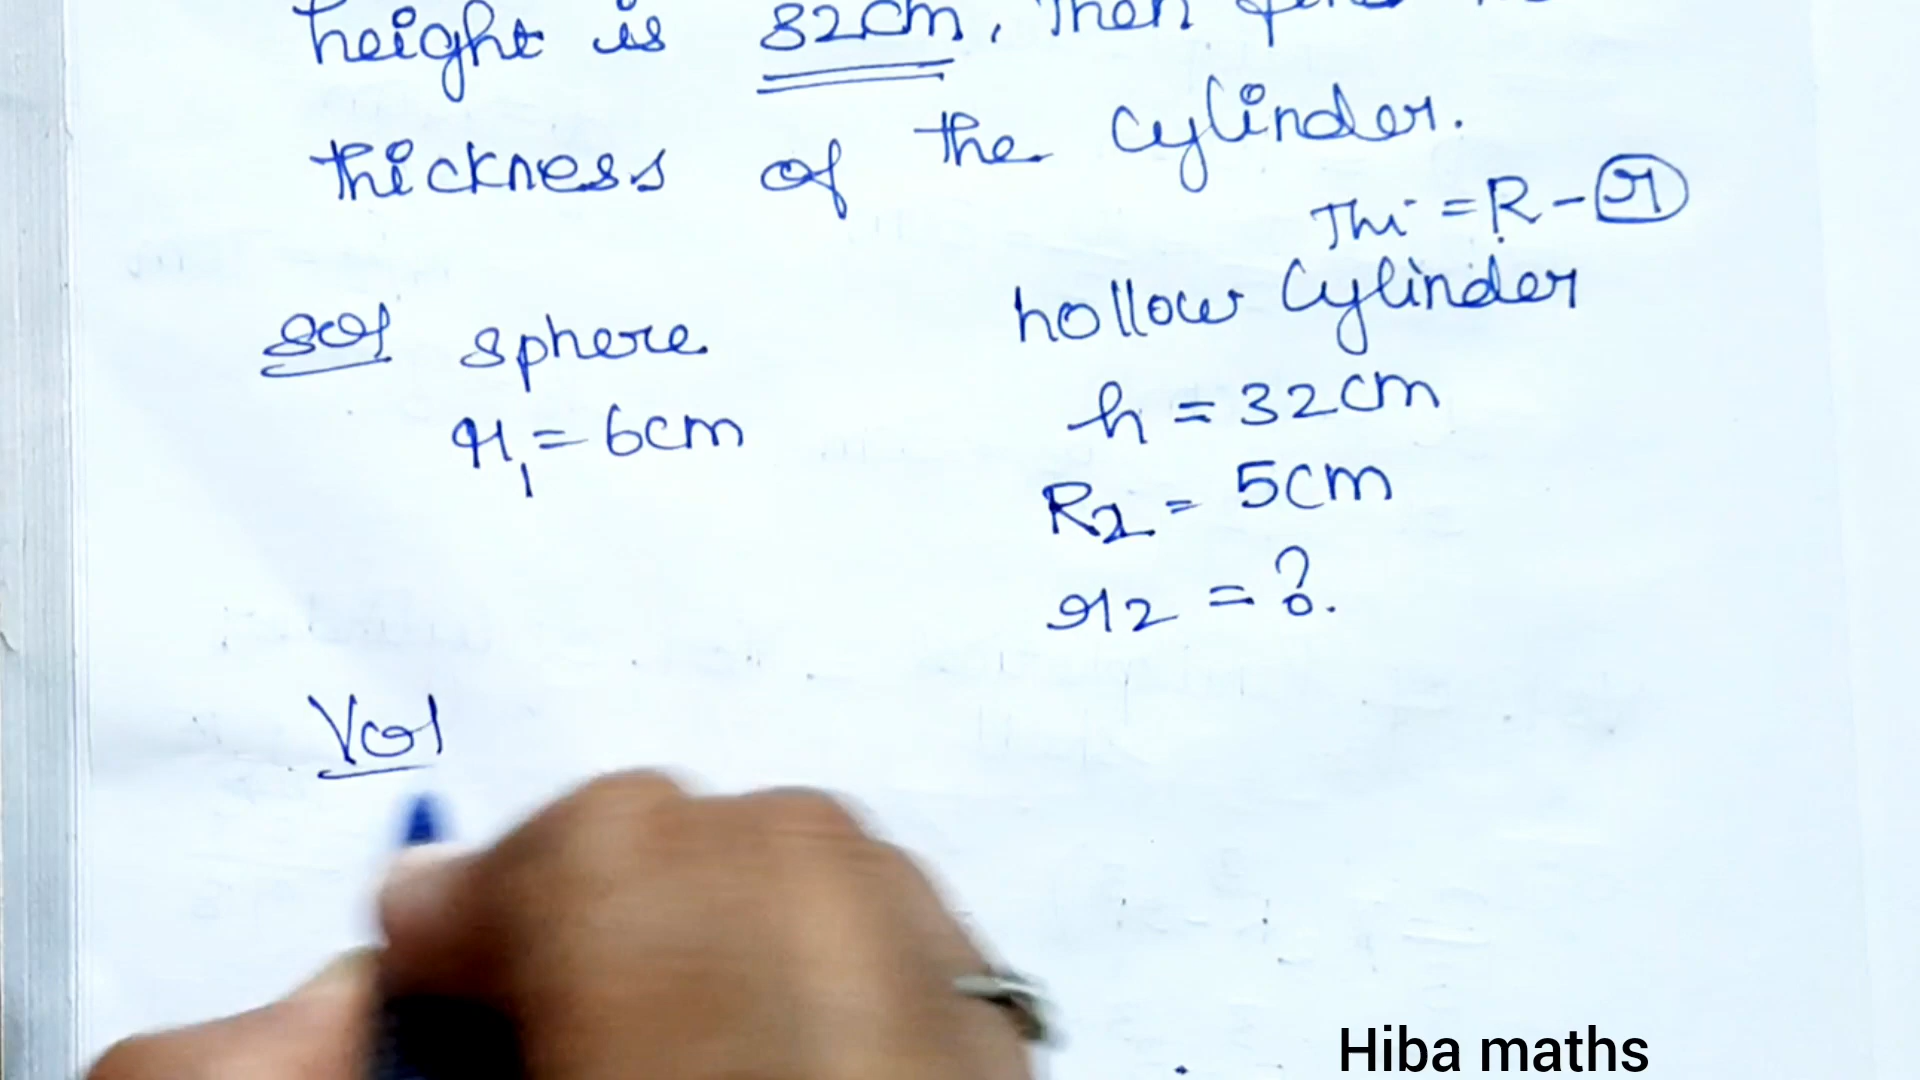 height is 32cm, Then
thickness of the cylinder.
Thi = R - r
sol sphere
hollow cylinder
r₁ = 6cm
h = 32cm
R₂ = 5cm
r₂ = ?.
Vol
Hiba maths